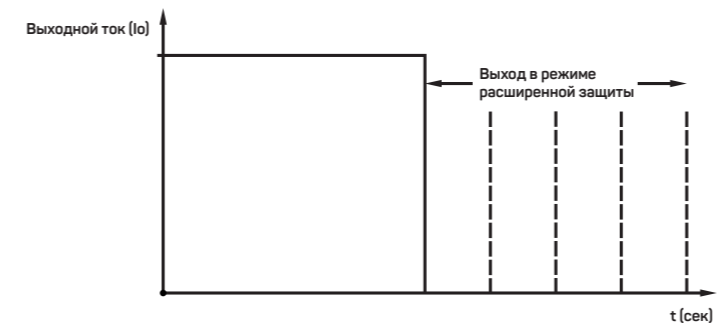 Выходной ток (Io)
Выход в режиме
расширенной защиты
t (сек)